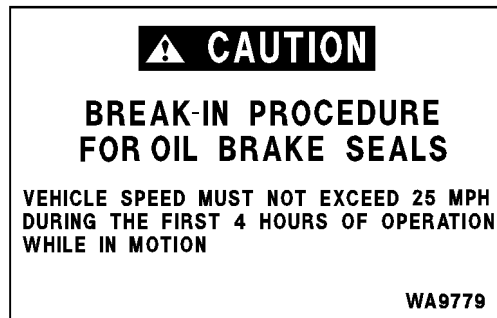 CAUTION
BREAK-IN PROCEDURE
FOR OIL BRAKE SEALS
VEHICLE SPEED MUST NOT EXCEED 25 MPH
DURING THE FIRST 4 HOURS OF OPERATION
WHILE IN MOTION
WA9779